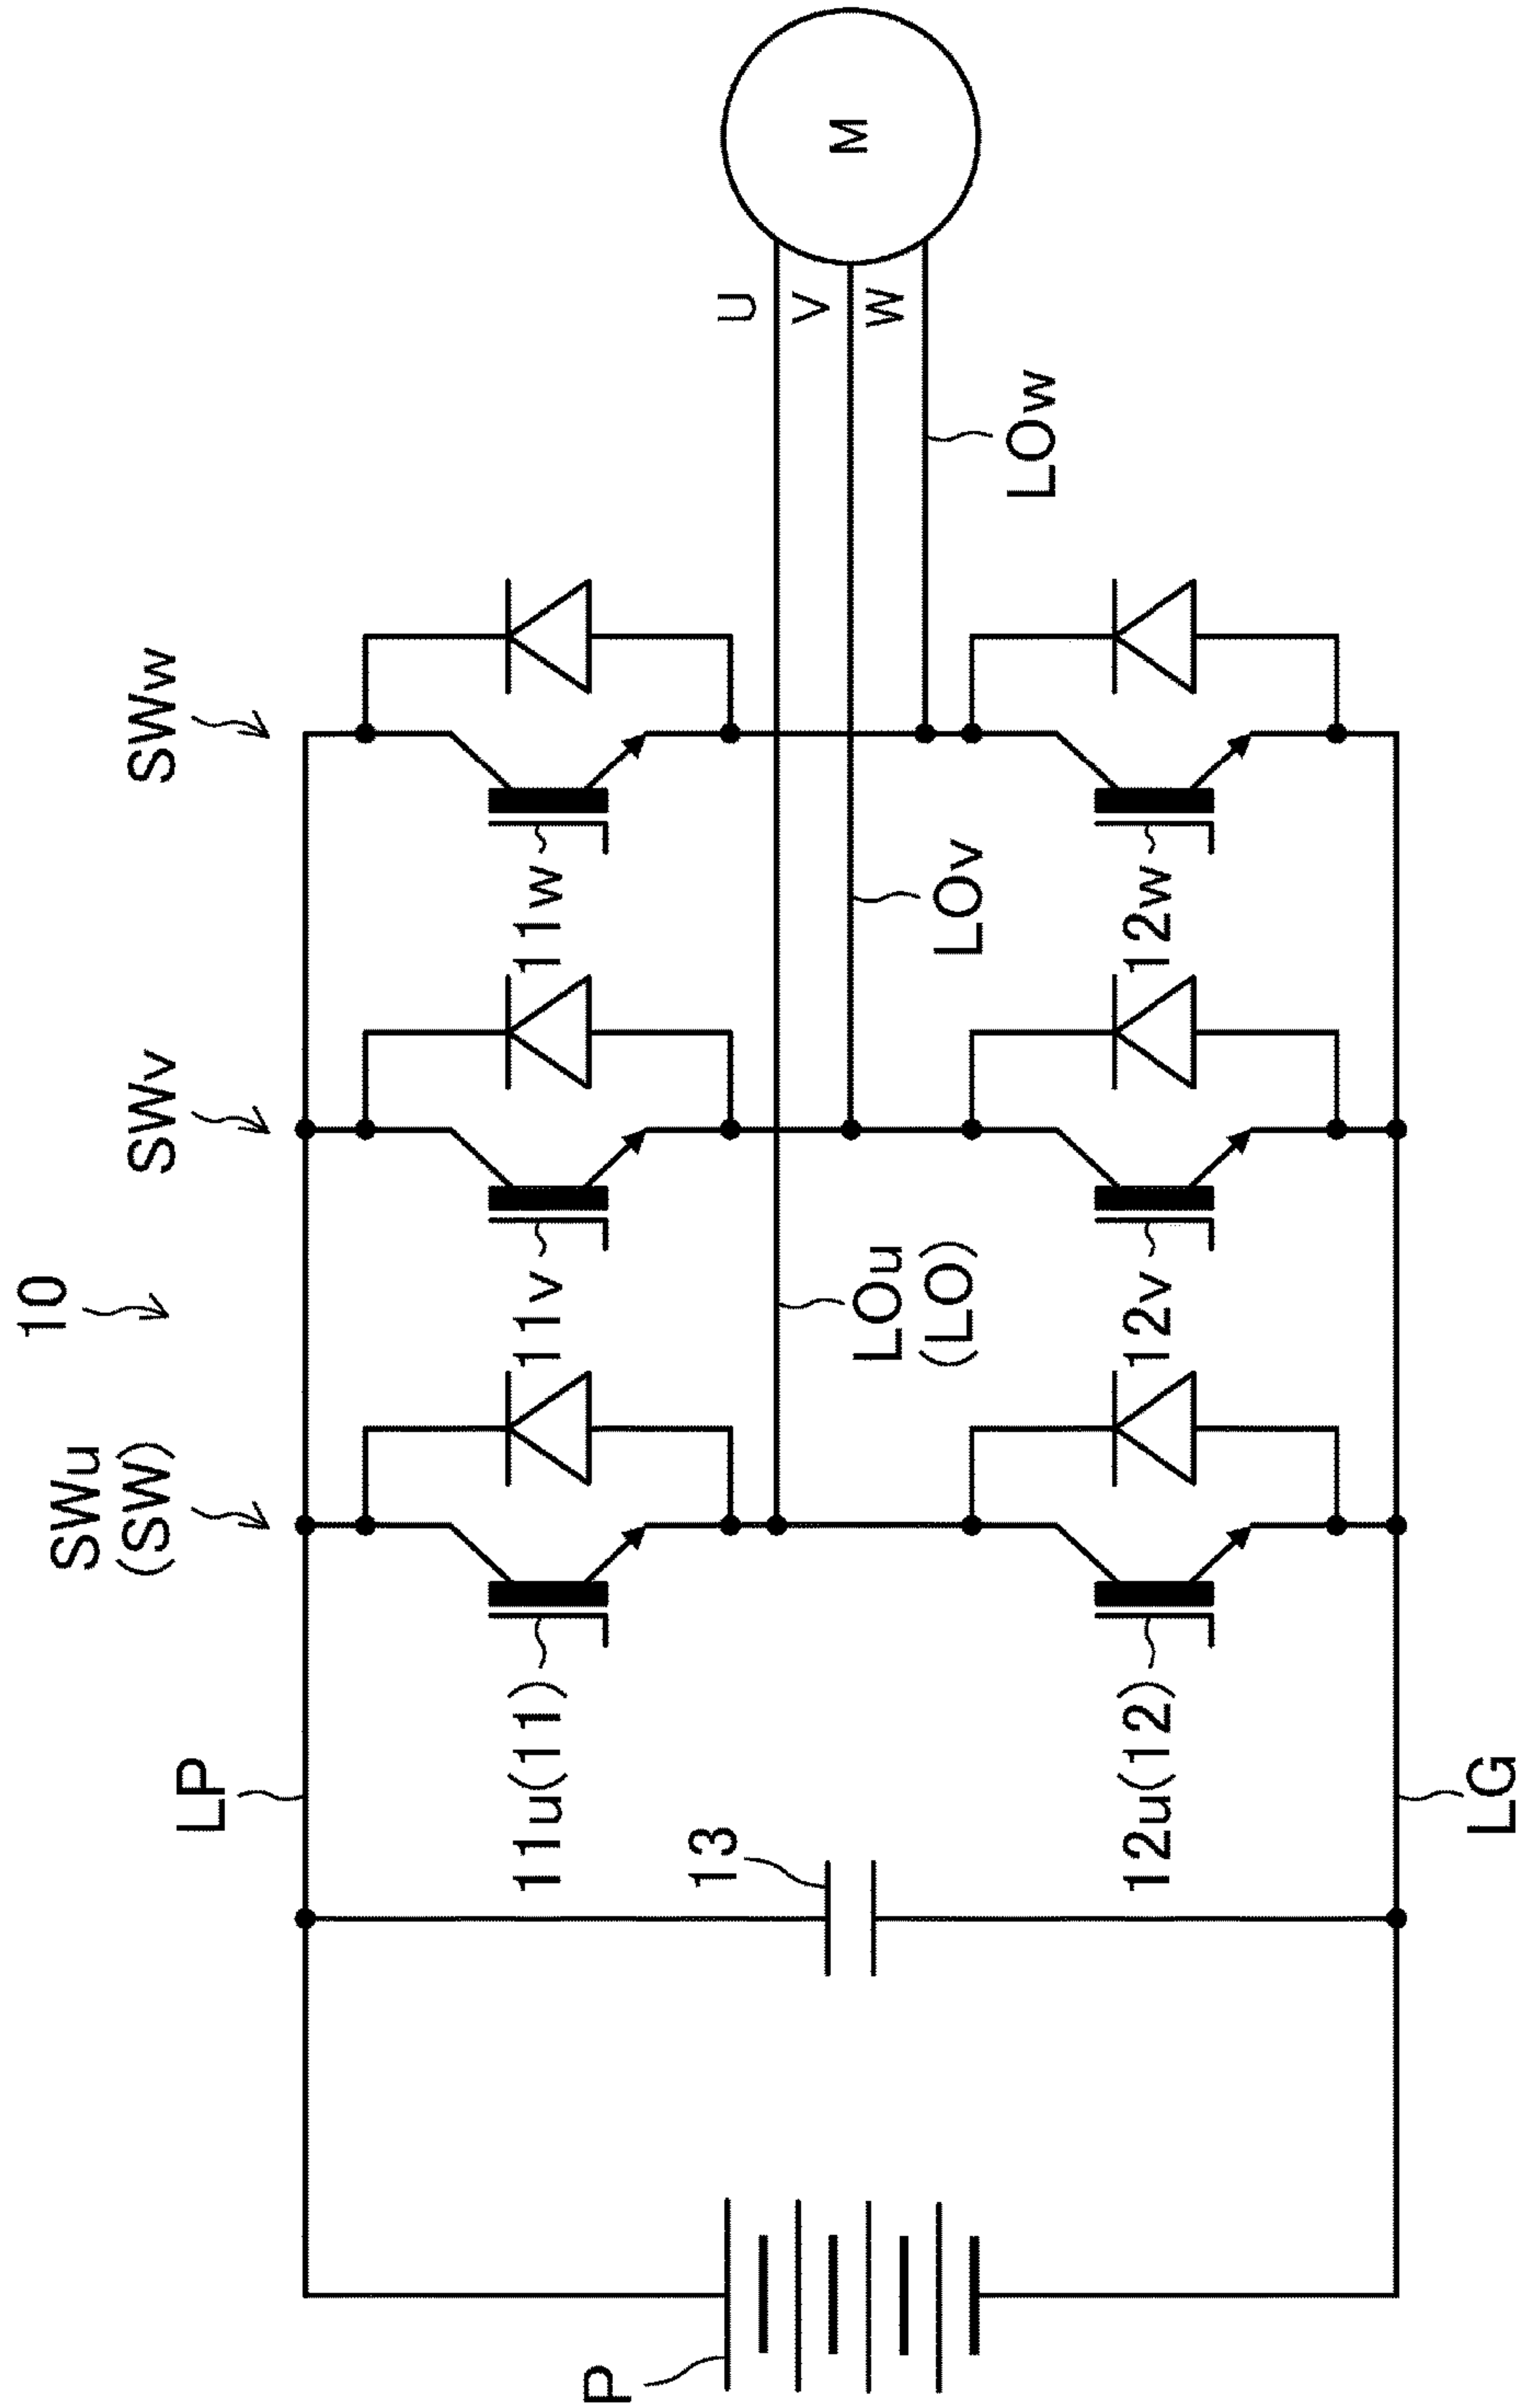 10
SWu
(SW)
SWv
SWw
LP
11u(11)
11v
11w
13
P
U
V
W
M
LOu
(LO)
LOv
LOw
12u(12)
12v
12w
LG